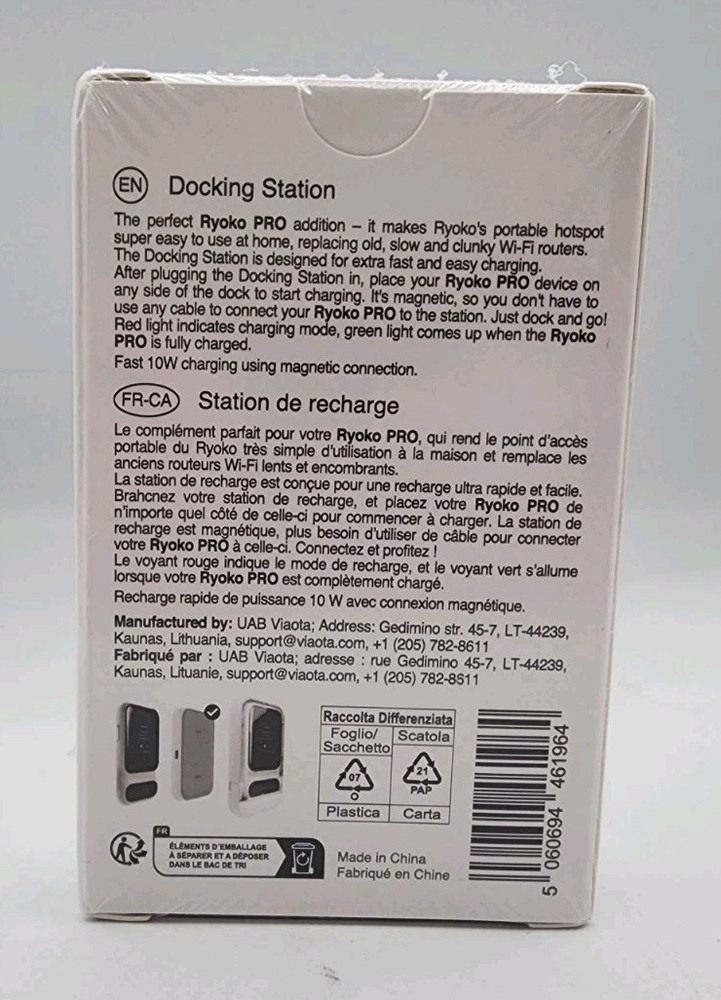 EN Docking Station
The perfect Ryoko PRO addition – it makes Ryoko's portable hotspot
super easy to use at home, replacing old, slow and clunky Wi-Fi routers.
The Docking Station is designed for extra fast and easy charging.
After plugging the Docking Station in, place your Ryoko PRO device on
any side of the dock to start charging. It's magnetic, so you don't have to
use any cable to connect your Ryoko PRO to the station. Just dock and go!
Red light indicates charging mode, green light comes up when the Ryoko
PRO is fully charged.
Fast 10W charging using magnetic connection.
FR-CA Station de recharge
Le complément parfait pour votre Ryoko PRO, qui rend le point d'accès
portable du Ryoko très simple d'utilisation à la maison et remplace les
anciens routeurs Wi-Fi lents et encombrants.
La station de recharge est conçue pour une recharge ultra rapide et facile.
Brahcnez votre station de recharge, et placez votre Ryoko PRO de
n'importe quel côté de celle-ci pour commencer à charger. La station de
recharge est magnétique, plus besoin d'utiliser de câble pour connecter
votre Ryoko PRO à celle-ci. Connectez et profitez !
Le voyant rouge indique le mode de recharge, et le voyant vert s'allume
lorsque votre Ryoko PRO est complètement chargé.
Recharge rapide de puissance 10 W avec connexion magnétique.
Manufactured by: UAB Viaota; Address: Gedimino str. 45-7, LT-44239,
Kaunas, Lithuania, support@viaota.com, +1 (205) 782-8611
Fabriqué par : UAB Viaota; adresse : rue Gedimino 45-7, LT-44239,
Kaunas, Lituanie, support@viaota.com, +1 (205) 782-8611
Raccolta Differenziata
Foglio/ Scatola
Sacchetto
07 21
O PAP
Plastica Carta
FR
ÉLÉMENTS D'EMBALLAGE
À SÉPARER ET A DÉPOSER
DANS LE BAC DE TRI
Made in China
Fabriqué en Chine
5 060694 461964